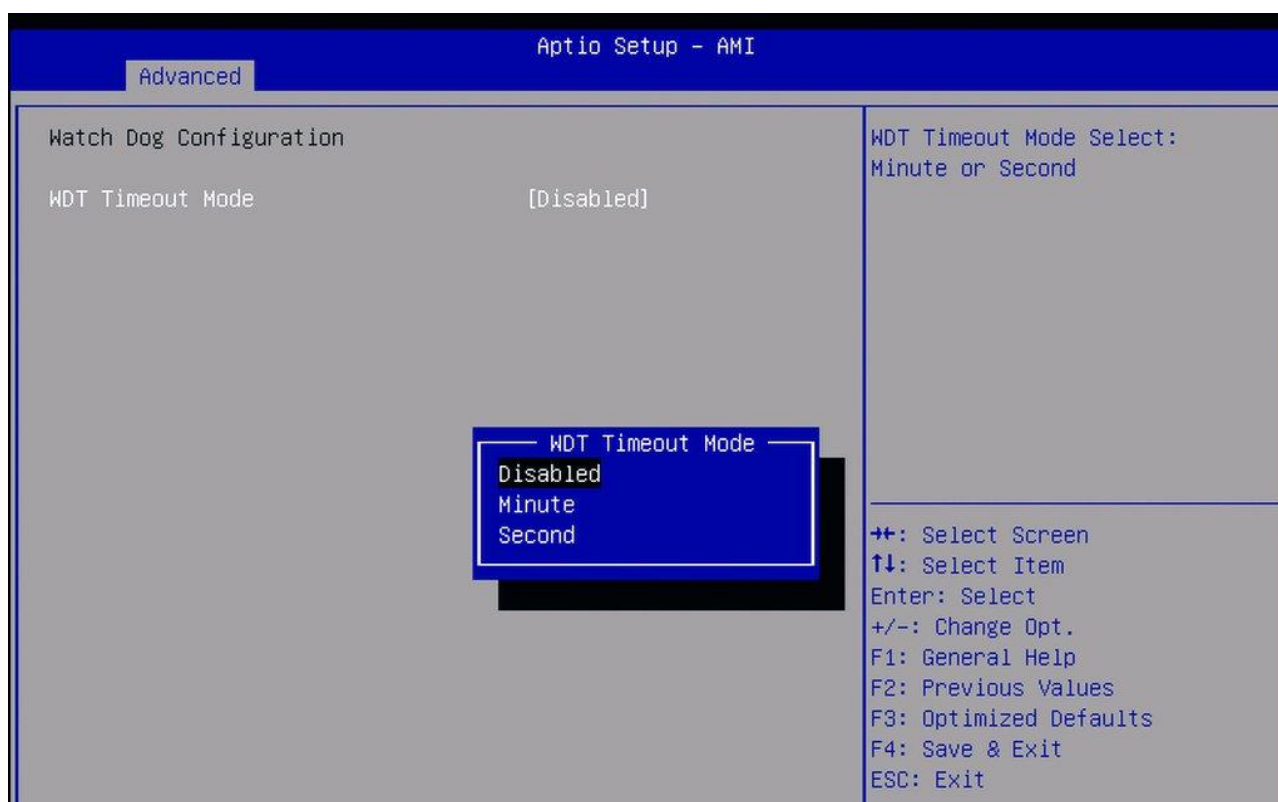 Aptio Setup – AMI
Advanced
Watch Dog Configuration
WDT Timeout Mode [Disabled]
WDT Timeout Mode
Disabled
Minute
Second
WDT Timeout Mode Select:
Minute or Second
→←: Select Screen
↑↓: Select Item
Enter: Select
+/-: Change Opt.
F1: General Help
F2: Previous Values
F3: Optimized Defaults
F4: Save & Exit
ESC: Exit